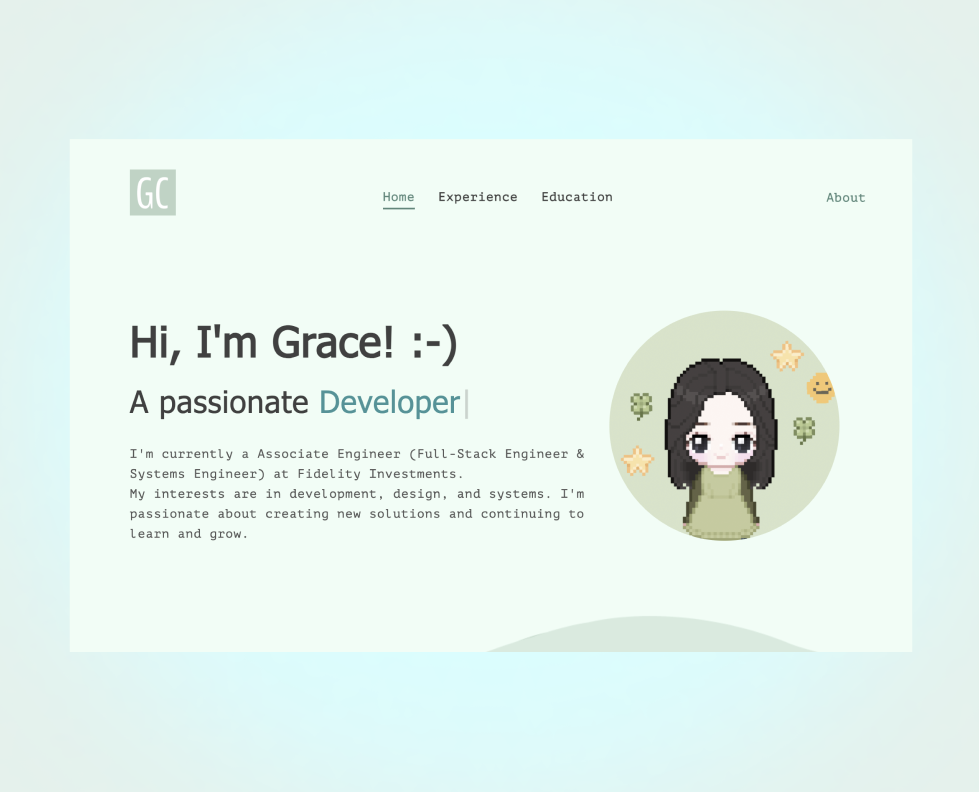 GC
Home Experience Education About
Hi, I'm Grace! :-)
A passionate Developer|
I'm currently a Associate Engineer (Full-Stack Engineer &
Systems Engineer) at Fidelity Investments.
My interests are in development, design, and systems. I'm
passionate about creating new solutions and continuing to
learn and grow.